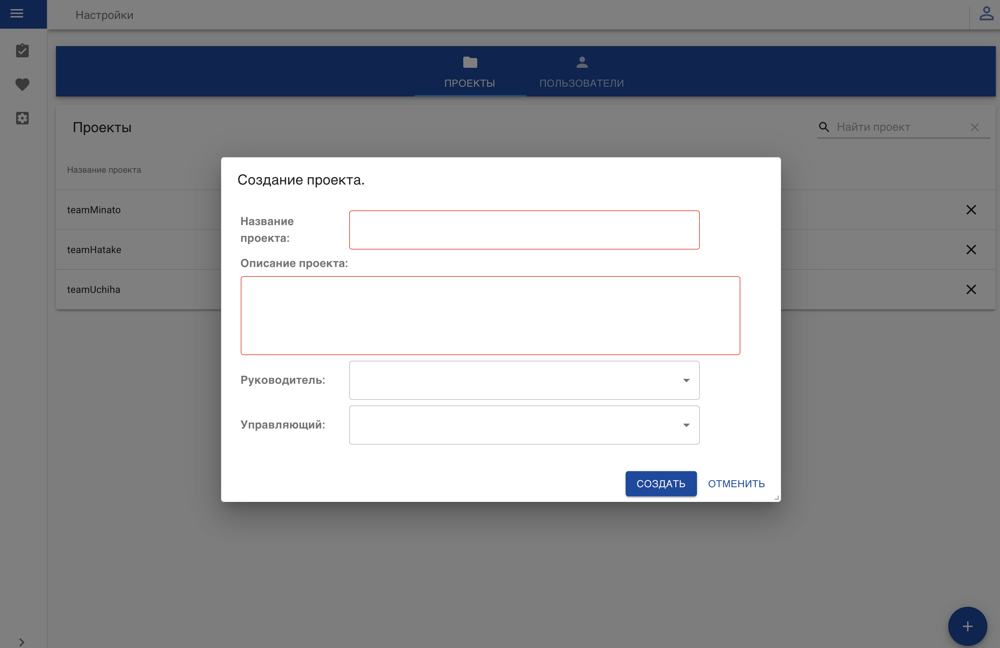 Настройки
ПРОЕКТЫ
ПОЛЬЗОВАТЕЛИ
Проекты
Найти проект
Название проекта
teamMinato
teamHatake
teamUchiha
Создание проекта.
Название
проекта:
Описание проекта:
Руководитель:
Управляющий:
СОЗДАТЬ
ОТМЕНИТЬ